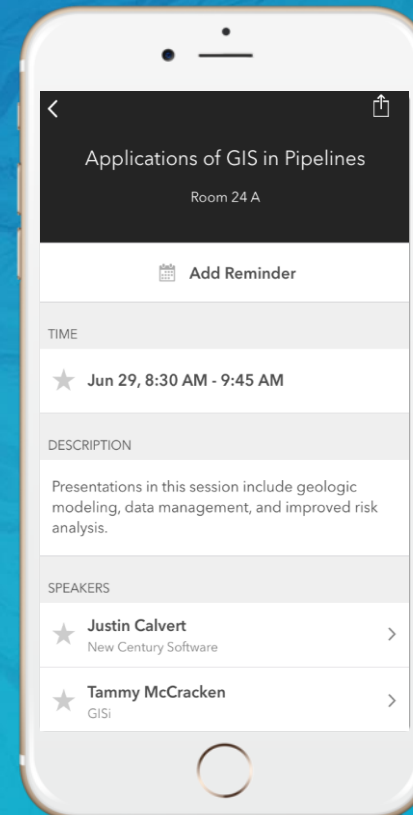 Applications of GIS in Pipelines
Room 24 A
Add Reminder
TIME
Jun 29, 8:30 AM - 9:45 AM
DESCRIPTION
Presentations in this session include geologic
modeling, data management, and improved risk
analysis.
SPEAKERS
Justin Calvert
New Century Software
Tammy McCracken
GISi